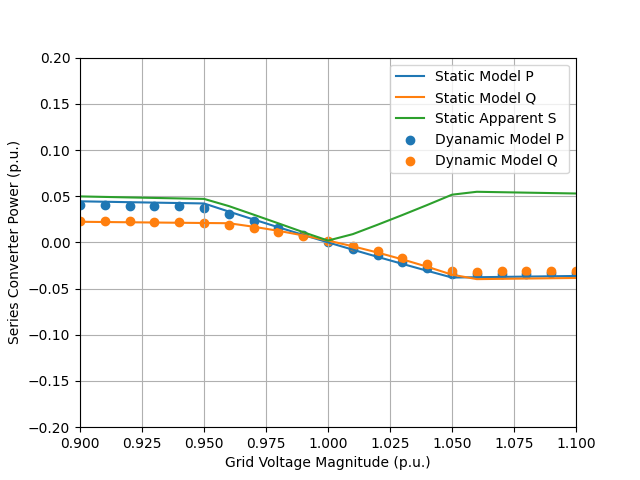 0.20
0.15
0.10
0.05
0.00
−0.05
−0.10
−0.15
−0.20
Series Converter Power (p.u.)
Static Model P
Static Model Q
Static Apparent S
Dyanamic Model P
Dynamic Model Q
0.900 0.925 0.950 0.975 1.000 1.025 1.050 1.075 1.100
Grid Voltage Magnitude (p.u.)